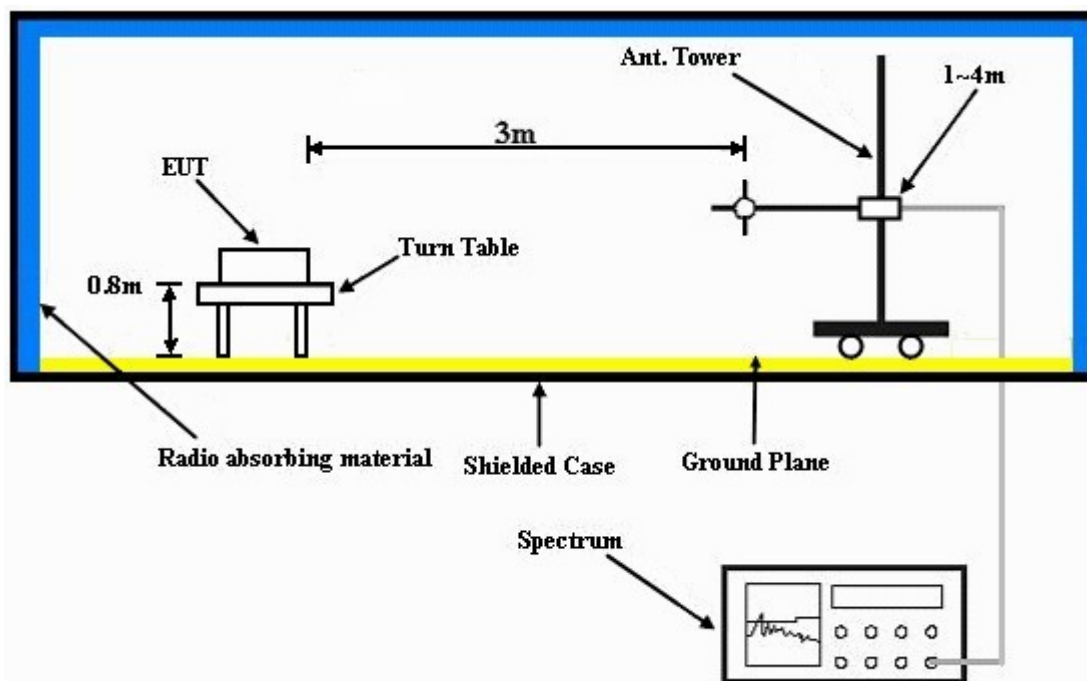 Ant. Tower
1~4m
3m
EUT
Turn Table
0.8m
Radio absorbing material
Shielded Case
Ground Plane
Spectrum